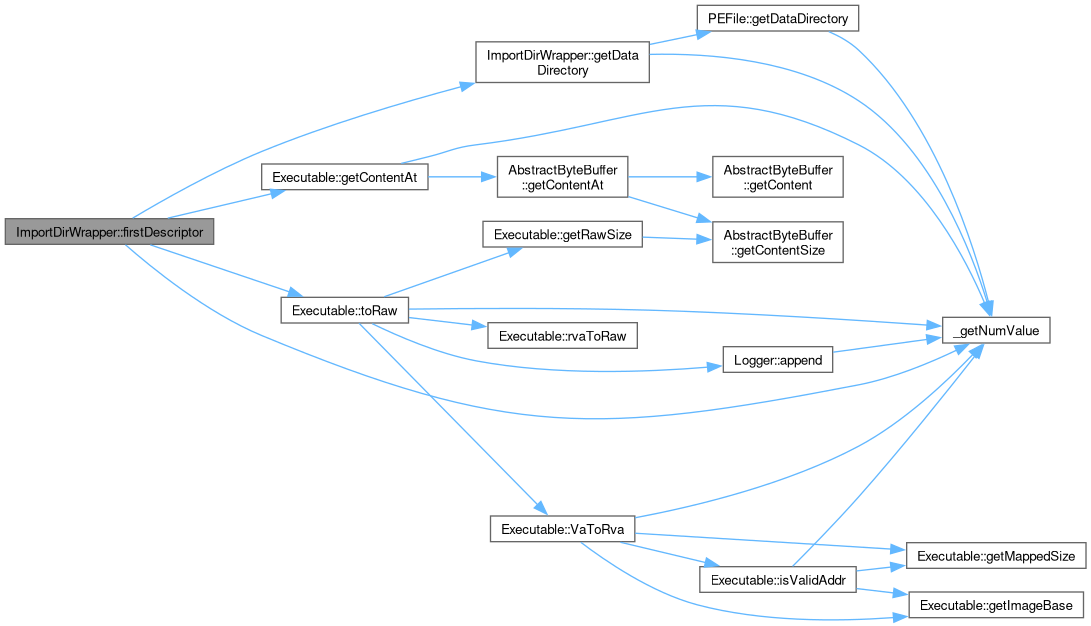 PEFile::getDataDirectory
ImportDirWrapper::getData
Directory
Executable::getContentAt
AbstractByteBuffer
::getContentAt
AbstractByteBuffer
::getContent
ImportDirWrapper::firstDescriptor
Executable::getRawSize
AbstractByteBuffer
::getContentSize
Executable::toRaw
Executable::rvaToRaw
_getNumValue
Logger::append
Executable::VaToRva
Executable::getMappedSize
Executable::isValidAddr
Executable::getImageBase